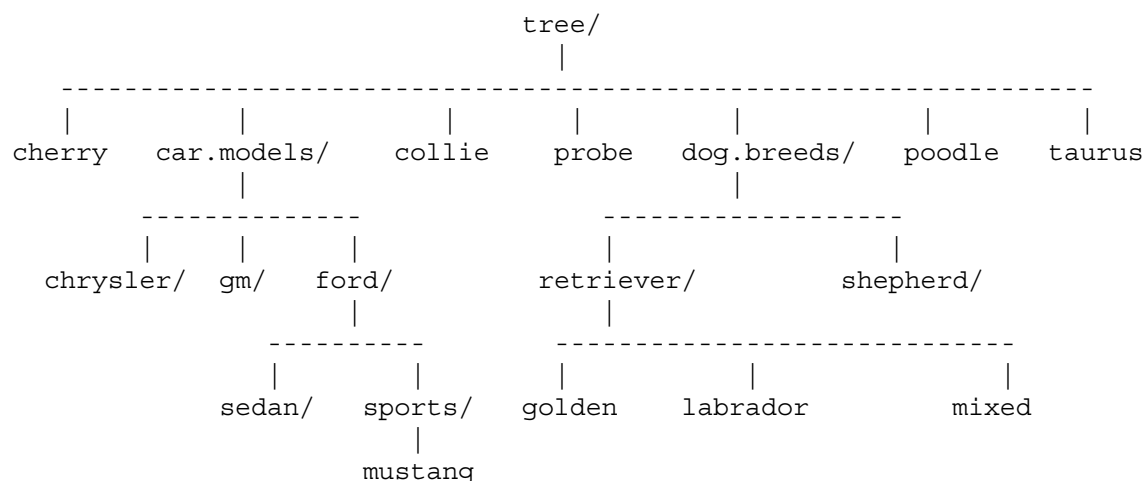 tree/
cherry car.models/ collie probe dog.breeds/ poodle taurus
chrysler/ gm/ ford/ retriever/ shepherd/
sedan/ sports/ golden labrador mixed
mustang